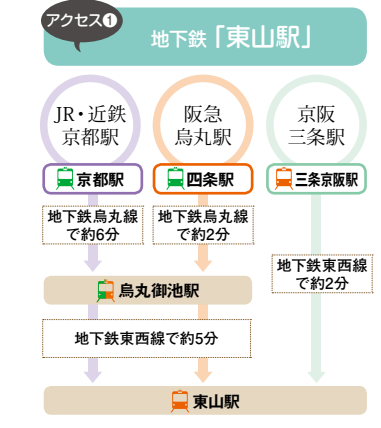 アクセス❶
地下鉄「東山駅」
JR・近鉄
京都駅
阪急
烏丸駅
京阪
三条駅
京都駅
四条駅
三条京阪駅
地下鉄烏丸線
で約6分
地下鉄烏丸線
で約2分
地下鉄東西線
で約2分
烏丸御池駅
地下鉄東西線で約5分
東山駅